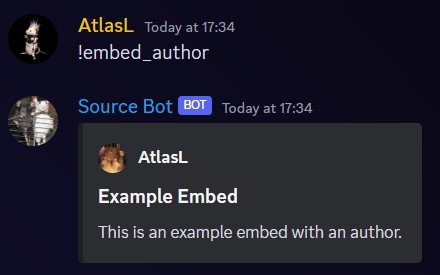 AtlasL Today at 17:34
!embed_author
Source Bot BOT Today at 17:34
AtlasL
Example Embed
This is an example embed with an author.